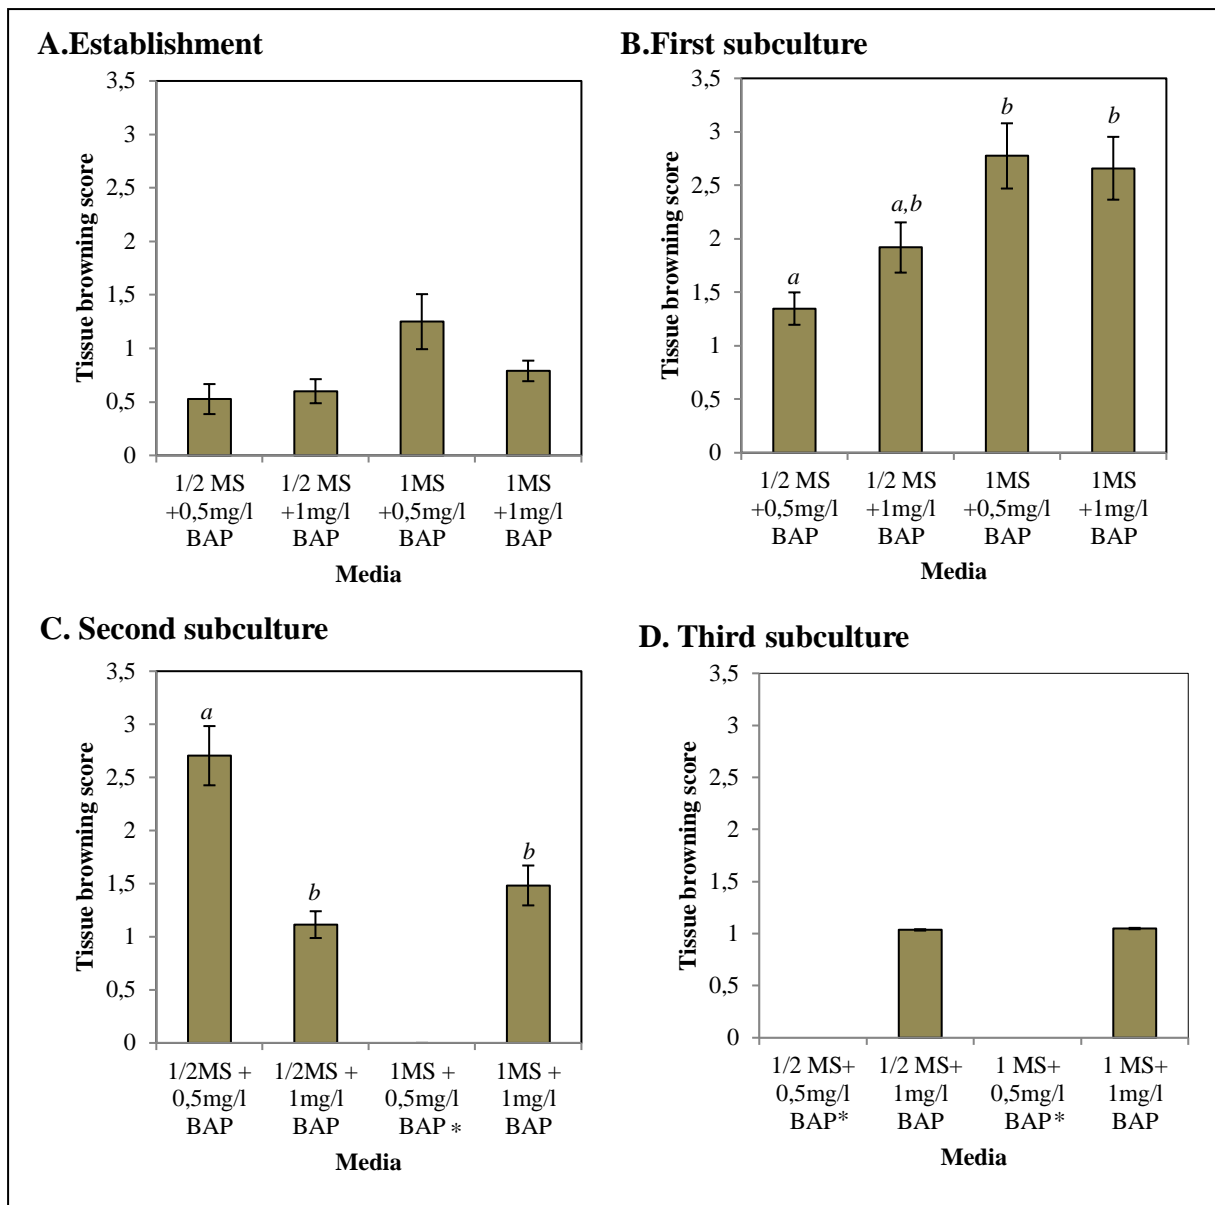 A.Establishment
3,5
3
2,5
2
1,5
1
0,5
0
Tissue browning score
1/2 MS
+0,5mg/l
BAP
1/2 MS
+1mg/l
BAP
1MS
+0,5mg/l
BAP
1MS
+1mg/l
BAP
Media
B.First subculture
3,5
3
2,5
2
1,5
1
0,5
0
Tissue browning score
a
a,b
b
b
1/2 MS
+0,5mg/l
BAP
1/2 MS
+1mg/l
BAP
1MS
+0,5mg/l
BAP
1MS
+1mg/l
BAP
Media
C. Second subculture
3,5
3
2,5
2
1,5
1
0,5
0
Tissue browning score
a
b
b
1/2MS +
0,5mg/l
BAP
1/2MS +
1mg/l
BAP
1MS +
0,5mg/l
BAP *
1MS +
1mg/l
BAP
Media
D. Third subculture
3,5
3
2,5
2
1,5
1
0,5
0
Tissue browning score
1/2 MS+
0,5mg/l
BAP*
1/2 MS+
1mg/l
BAP
1 MS+
0,5mg/l
BAP*
1 MS+
1mg/l
BAP
Media